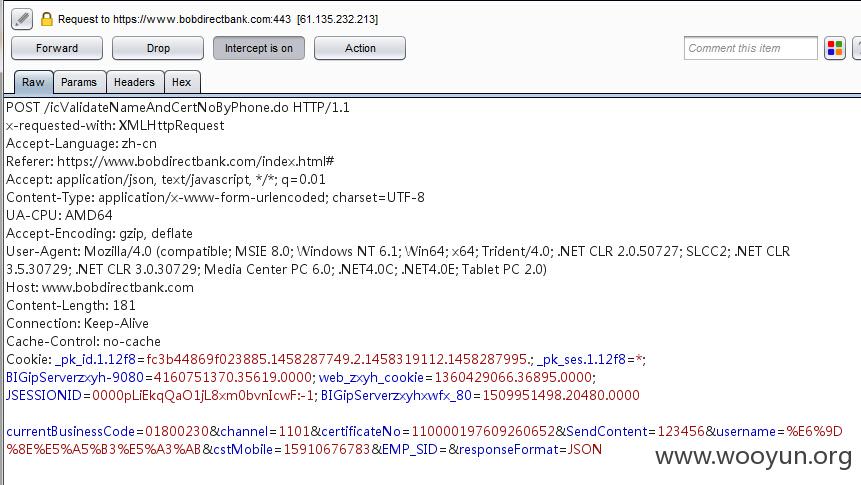 Request to https://www.bobdirectbank.com:443 [61.135.232.213]
Forward Drop Intercept is on Action Comment this item
Raw Params Headers Hex
POST /icValidateNameAndCertNoByPhone.do HTTP/1.1
x-requested-with: XMLHttpRequest
Accept-Language: zh-cn
Referer: https://www.bobdirectbank.com/index.html#
Accept: application/json, text/javascript, */*; q=0.01
Content-Type: application/x-www-form-urlencoded; charset=UTF-8
UA-CPU: AMD64
Accept-Encoding: gzip, deflate
User-Agent: Mozilla/4.0 (compatible; MSIE 8.0; Windows NT 6.1; Win64; x64; Trident/4.0; .NET CLR 2.0.50727; SLCC2; .NET CLR
3.5.30729; .NET CLR 3.0.30729; Media Center PC 6.0; .NET4.0C; .NET4.0E; Tablet PC 2.0)
Host: www.bobdirectbank.com
Content-Length: 181
Connection: Keep-Alive
Cache-Control: no-cache
Cookie: _pk_id.1.12f8=fc3b44869f023885.1458287749.2.1458319112.1458287995.; _pk_ses.1.12f8=*;
BIGipServerzxyh-9080=4160751370.35619.0000; web_zxyh_cookie=1360429066.36895.0000;
JSESSIONID=0000pLiEkqQaO1jL8xm0bvnIcwF:-1; BIGipServerzxyhxwfx_80=1509951498.20480.0000
currentBusinessCode=01800230&channel=1101&certificateNo=110000197609260652&SendContent=123456&username=%E6%9D
%8E%E5%A5%B3%E5%A3%AB&cstMobile=15910676783&EMP_SID=&responseFormat=JSON
www.wooyun.org